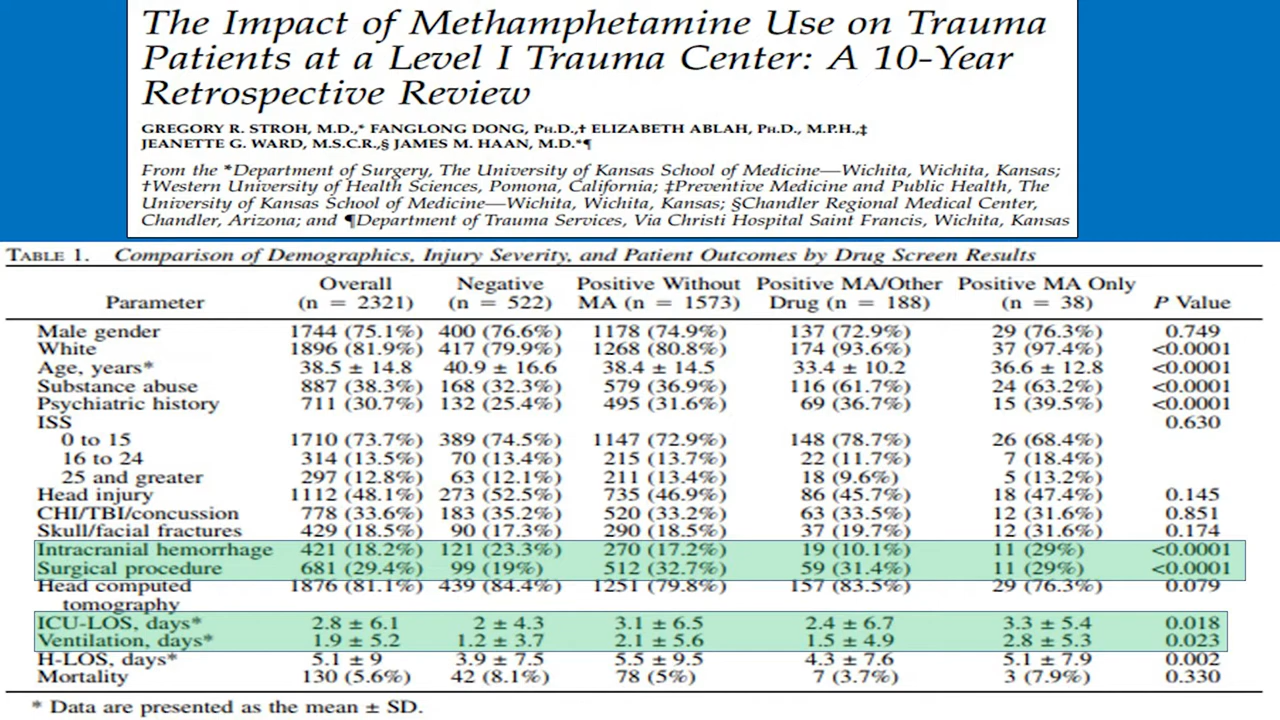 The Impact of Methamphetamine Use on Trauma
Patients at a Level I Trauma Center: A 10-Year
Retrospective Review
GREGORY R. STROH, M.D.,* FANGLONG DONG, PH.D.,† ELIZABETH ABLAH, PH.D., M.P.H.,‡
JEANETTE G. WARD, M.S.C.R.,§ JAMES M. HAAN, M.D.*¶
From the *Department of Surgery, The University of Kansas School of Medicine—Wichita, Wichita, Kansas;
†Western University of Health Sciences, Pomona, California; ‡Preventive Medicine and Public Health, The
University of Kansas School of Medicine—Wichita, Wichita, Kansas; §Chandler Regional Medical Center,
Chandler, Arizona; and ¶Department of Trauma Services, Via Christi Hospital Saint Francis, Wichita, Kansas
TABLE 1. Comparison of Demographics, Injury Severity, and Patient Outcomes by Drug Screen Results
Overall Negative Positive Without Positive MA/Other Positive MA Only
Parameter (n = 2321) (n = 522) MA (n = 1573) Drug (n = 188) (n = 38) P Value
Male gender 1744 (75.1%) 400 (76.6%) 1178 (74.9%) 137 (72.9%) 29 (76.3%) 0.749
White 1896 (81.9%) 417 (79.9%) 1268 (80.8%) 174 (93.6%) 37 (97.4%) <0.0001
Age, years* 38.5 ± 14.8 40.9 ± 16.6 38.4 ± 14.5 33.4 ± 10.2 36.6 ± 12.8 <0.0001
Substance abuse 887 (38.3%) 168 (32.3%) 579 (36.9%) 116 (61.7%) 24 (63.2%) <0.0001
Psychiatric history 711 (30.7%) 132 (25.4%) 495 (31.6%) 69 (36.7%) 15 (39.5%) <0.0001
ISS 0.630
0 to 15 1710 (73.7%) 389 (74.5%) 1147 (72.9%) 148 (78.7%) 26 (68.4%)
16 to 24 314 (13.5%) 70 (13.4%) 215 (13.7%) 22 (11.7%) 7 (18.4%)
25 and greater 297 (12.8%) 63 (12.1%) 211 (13.4%) 18 (9.6%) 5 (13.2%)
Head injury 1112 (48.1%) 273 (52.5%) 735 (46.9%) 86 (45.7%) 18 (47.4%) 0.145
CHI/TBI/concussion 778 (33.6%) 183 (35.2%) 520 (33.2%) 63 (33.5%) 12 (31.6%) 0.851
Skull/facial fractures 429 (18.5%) 90 (17.3%) 290 (18.5%) 37 (19.7%) 12 (31.6%) 0.174
Intracranial hemorrhage 421 (18.2%) 121 (23.3%) 270 (17.2%) 19 (10.1%) 11 (29%) <0.0001
Surgical procedure 681 (29.4%) 99 (19%) 512 (32.7%) 59 (31.4%) 11 (29%) <0.0001
Head computed 1876 (81.1%) 439 (84.4%) 1251 (79.8%) 157 (83.5%) 29 (76.3%) 0.079
tomography
ICU-LOS, days* 2.8 ± 6.1 2 ± 4.3 3.1 ± 6.5 2.4 ± 6.7 3.3 ± 5.4 0.018
Ventilation, days* 1.9 ± 5.2 1.2 ± 3.7 2.1 ± 5.6 1.5 ± 4.9 2.8 ± 5.3 0.023
H-LOS, days* 5.1 ± 9 3.9 ± 7.5 5.5 ± 9.5 4.3 ± 7.6 5.1 ± 7.9 0.002
Mortality 130 (5.6%) 42 (8.1%) 78 (5%) 7 (3.7%) 3 (7.9%) 0.330
* Data are presented as the mean ± SD.